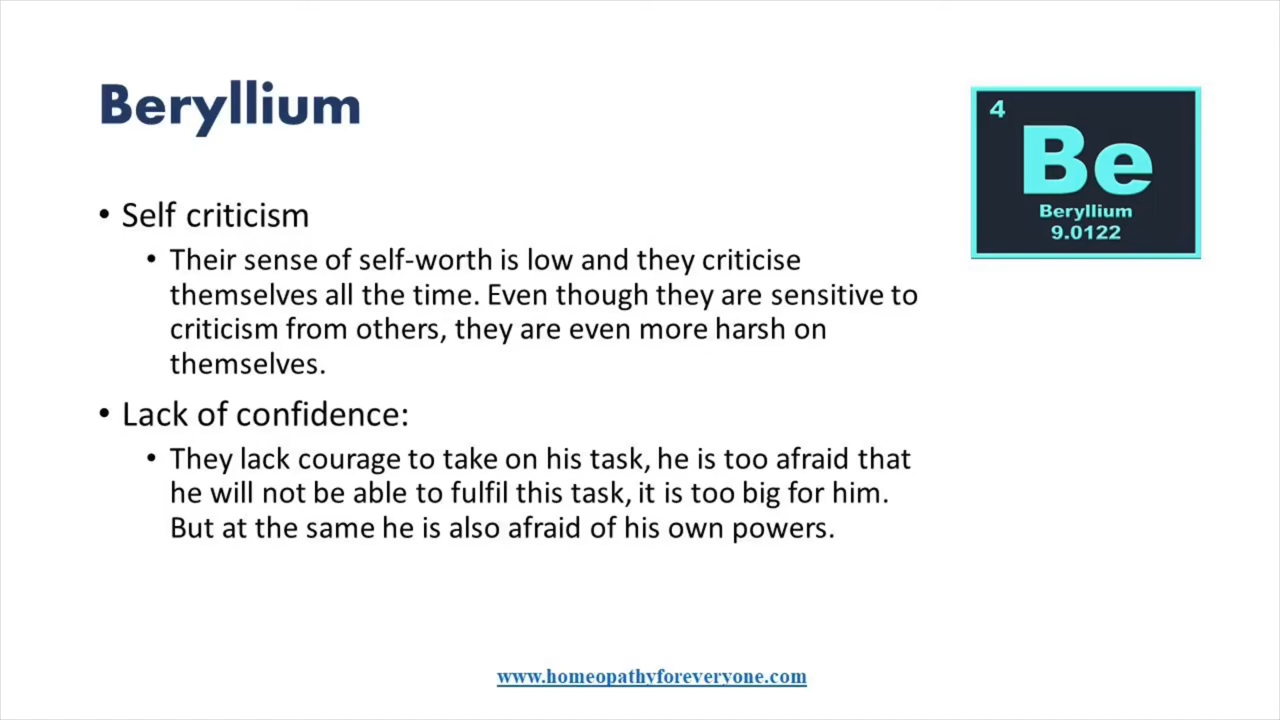 Beryllium
4
Be
Beryllium
9.0122
• Self criticism
• Their sense of self-worth is low and they criticise
themselves all the time. Even though they are sensitive to
criticism from others, they are even more harsh on
themselves.
• Lack of confidence:
• They lack courage to take on his task, he is too afraid that
he will not be able to fulfil this task, it is too big for him.
But at the same he is also afraid of his own powers.
www.homeopathyforeveryone.com